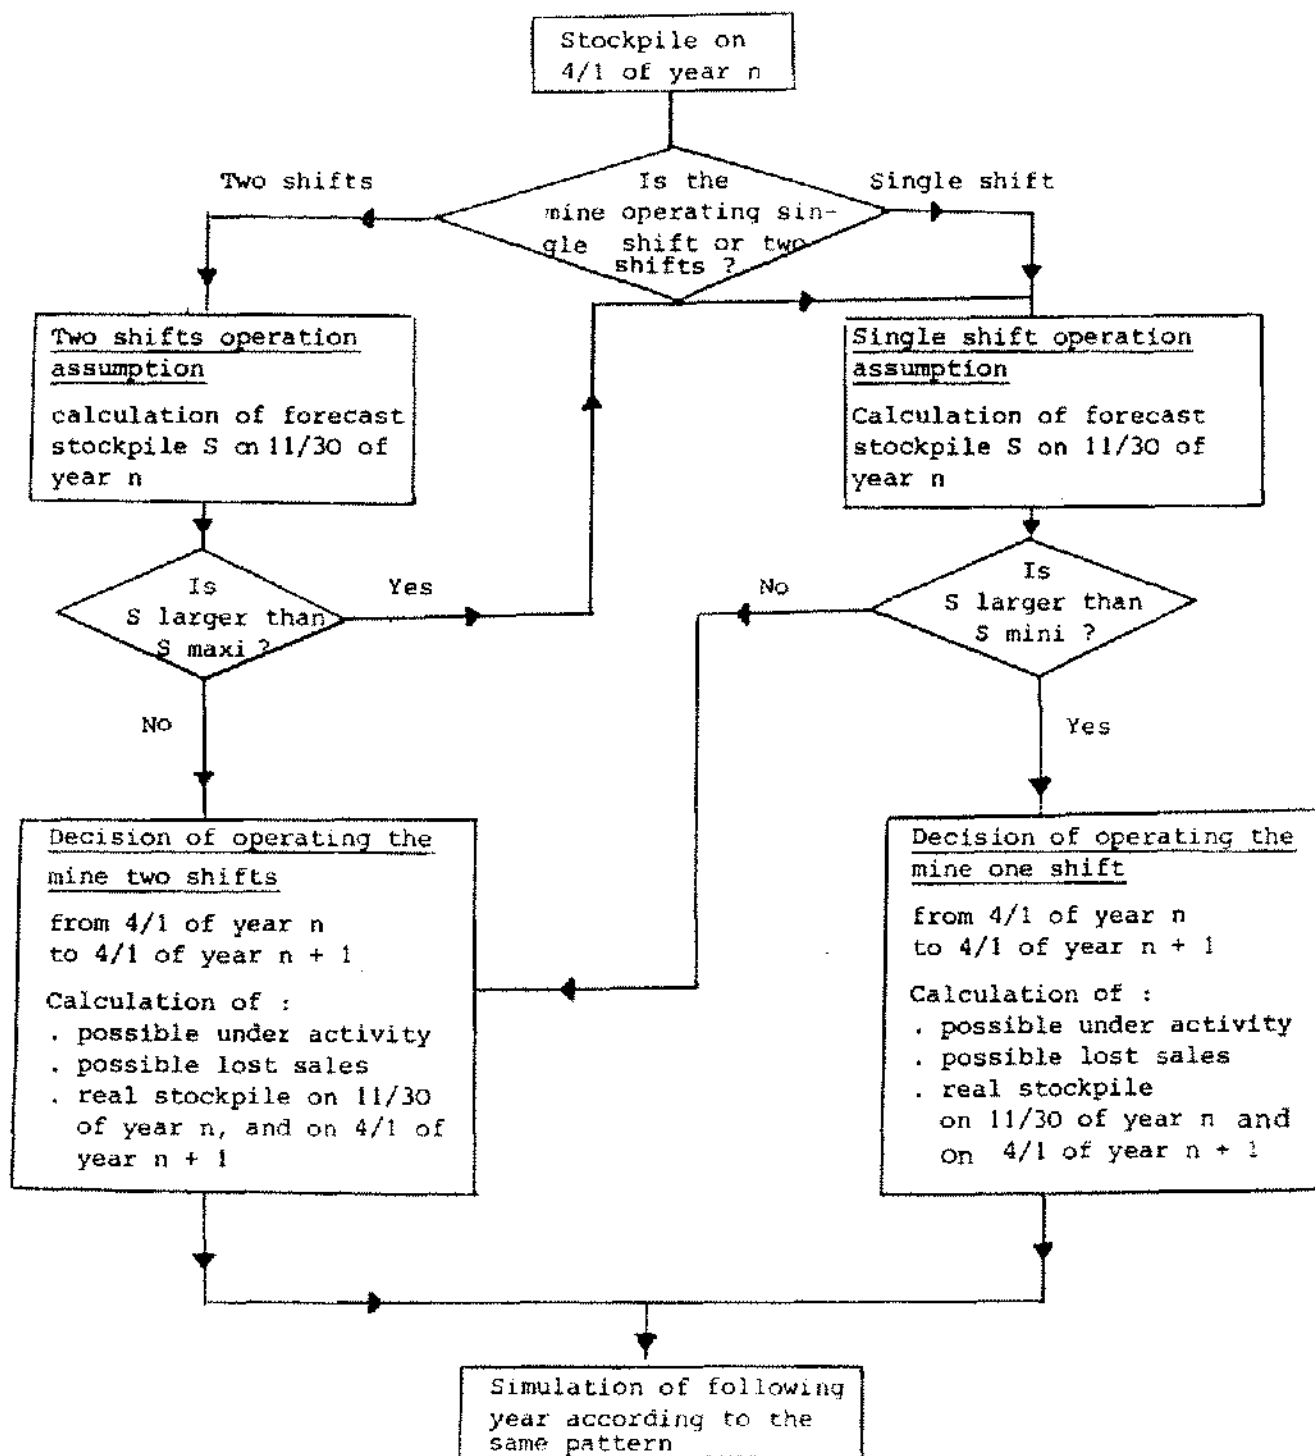 Stockpile on
4/1 of year n
Two shifts
Is the
mine operating sin-
gle shift or two
shifts ?
Single shift
Two shifts operation
assumption
calculation of forecast
stockpile S on 11/30 of
year n
Single shift operation
assumption
Calculation of forecast
stockpile S on 11/30 of
year n
Is
S larger than
S maxi ?
Yes
No
Is
S larger than
S mini ?
No
Yes
Decision of operating the
mine two shifts
from 4/1 of year n
to 4/1 of year n + 1
Calculation of :
. possible under activity
. possible lost sales
. real stockpile on 11/30
of year n, and on 4/1 of
year n + 1
Decision of operating the
mine one shift
from 4/1 of year n
to 4/1 of year n + 1
Calculation of :
. possible under activity
. possible lost sales
. real stockpile
on 11/30 of year n and
on 4/1 of year n + 1
Simulation of following
year according to the
same pattern